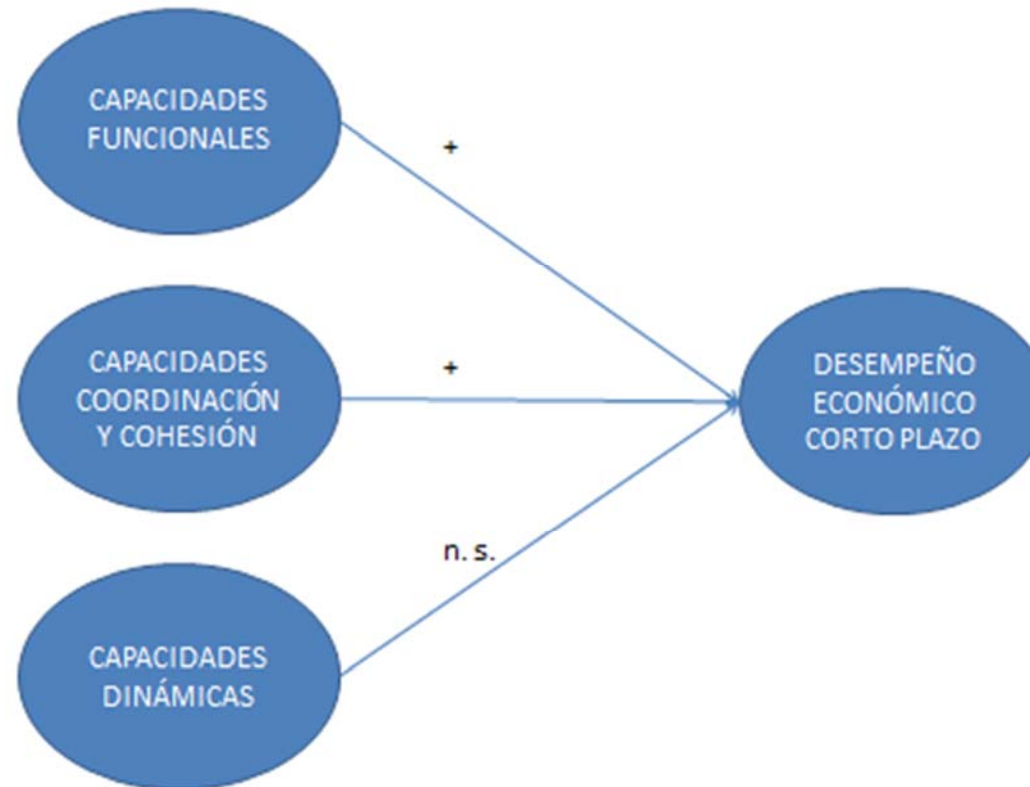 CAPACIDADES
FUNCIONALES
+
CAPACIDADES
COORDINACIÓN
Y COHESIÓN
+
DESEMPEÑO
ECONÓMICO
CORTO PLAZO
n. s.
CAPACIDADES
DINÁMICAS